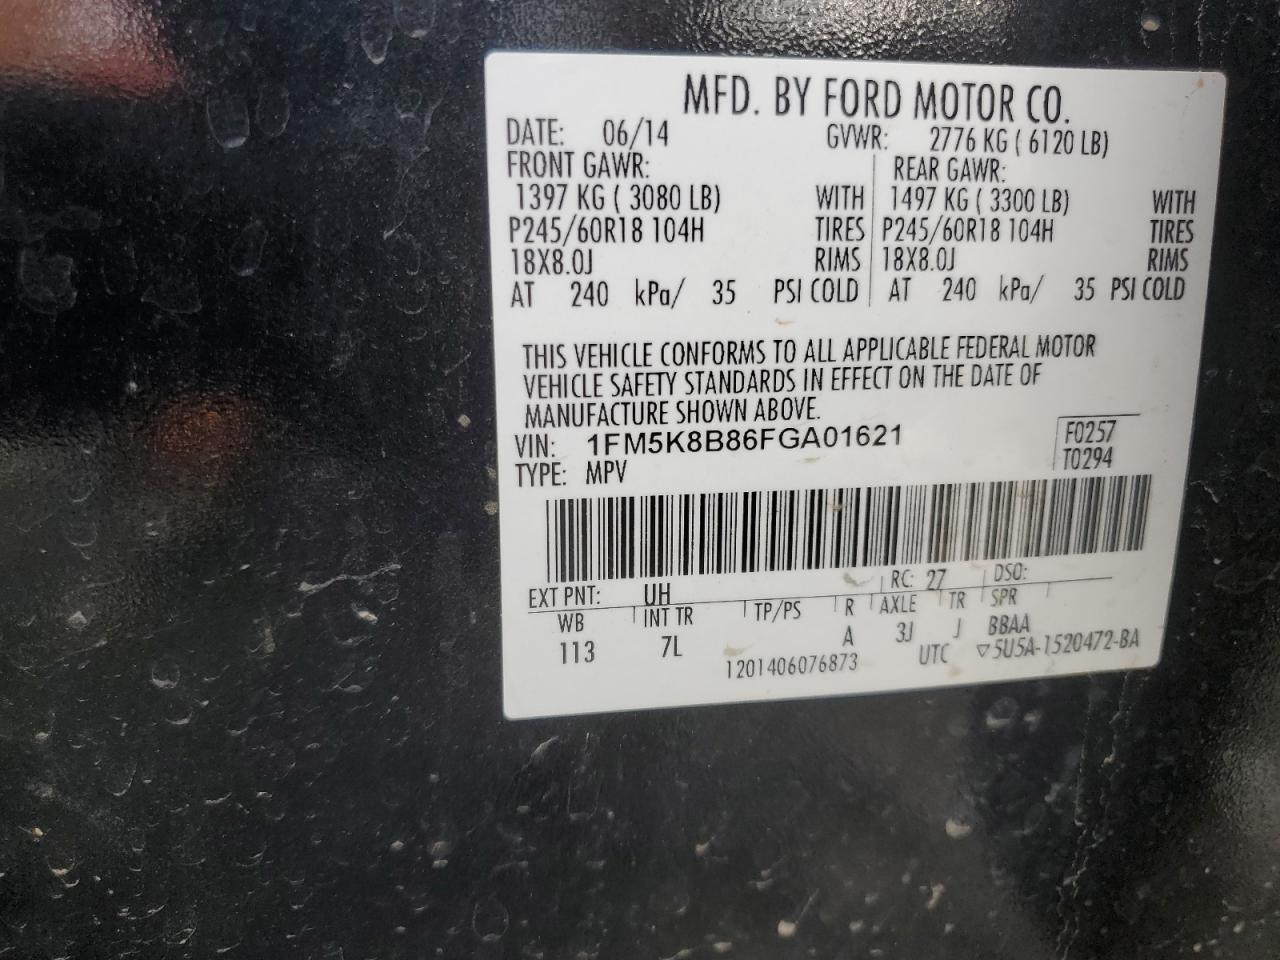 MFD. BY FORD MOTOR CO.
DATE: 06/14 GVWR: 2776 KG ( 6120 LB)
FRONT GAWR: REAR GAWR:
1397 KG ( 3080 LB) WITH 1497 KG ( 3300 LB) WITH
P245/60R18 104H TIRES P245/60R18 104H TIRES
18X8.0J RIMS 18X8.0J RIMS
AT 240 kPa/ 35 PSI COLD AT 240 kPa/ 35 PSI COLD
THIS VEHICLE CONFORMS TO ALL APPLICABLE FEDERAL MOTOR
VEHICLE SAFETY STANDARDS IN EFFECT ON THE DATE OF
MANUFACTURE SHOWN ABOVE.
VIN: 1FM5K8B86FGA01621 F0257
TYPE: MPV T0294
EXT PNT: UH RC: 27 DSO:
WB INT TR TP/PS R AXLE TR SPR
113 7L A 3J J BBAA
1201406076873 UTC ▽5U5A-1520472-BA